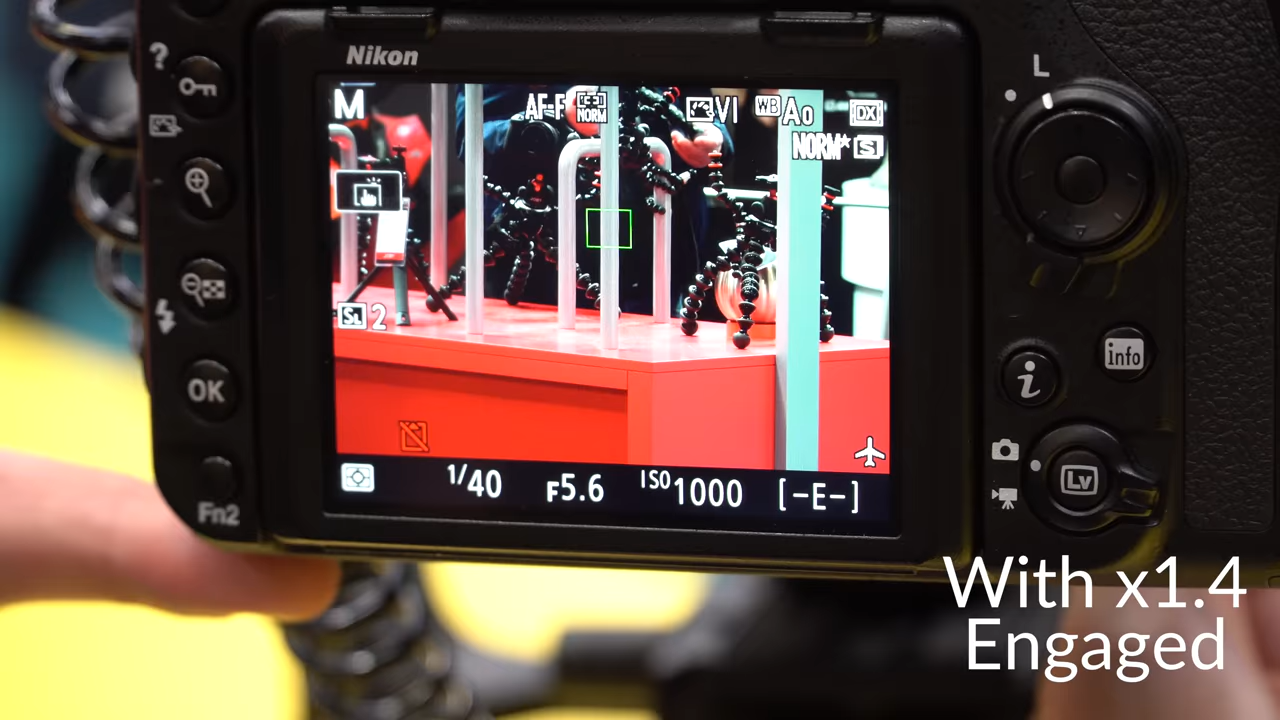 Nikon
L
?
M
AF-F
NORM
VI
WB A0
DX
NORM* S
SL 2
OK
info
i
Lv
Fn2
1/40 F5.6 ISO 1000 [-E-]
With x1.4
Engaged